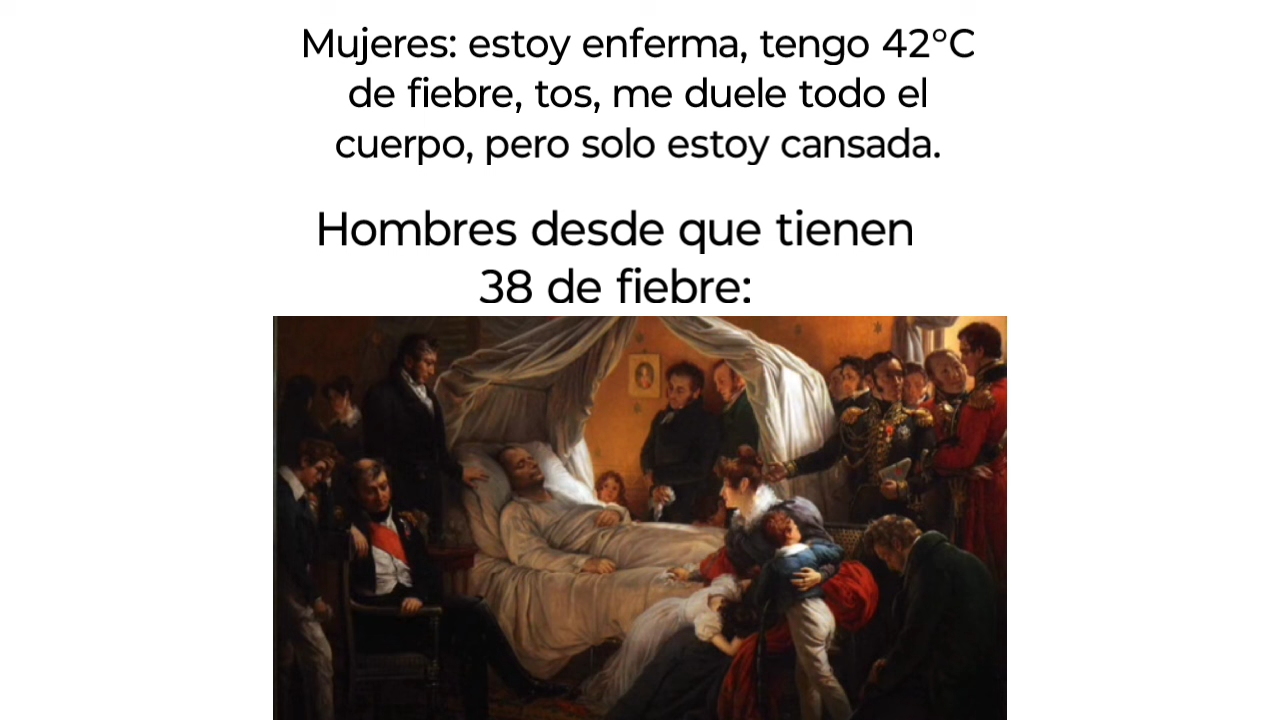 Mujeres: estoy enferma, tengo 42°C
de fiebre, tos, me duele todo el
cuerpo, pero solo estoy cansada.
Hombres desde que tienen
38 de fiebre: